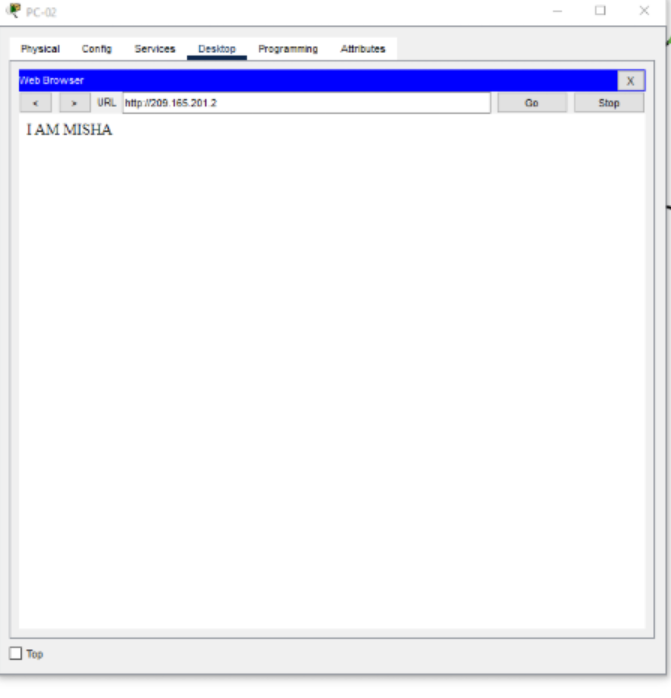 PC-02
Physical Config Services Desktop Programming Attributes
Web Browser X
< > URL http://209.165.201.2 Go Stop
I AM MISHA
Top